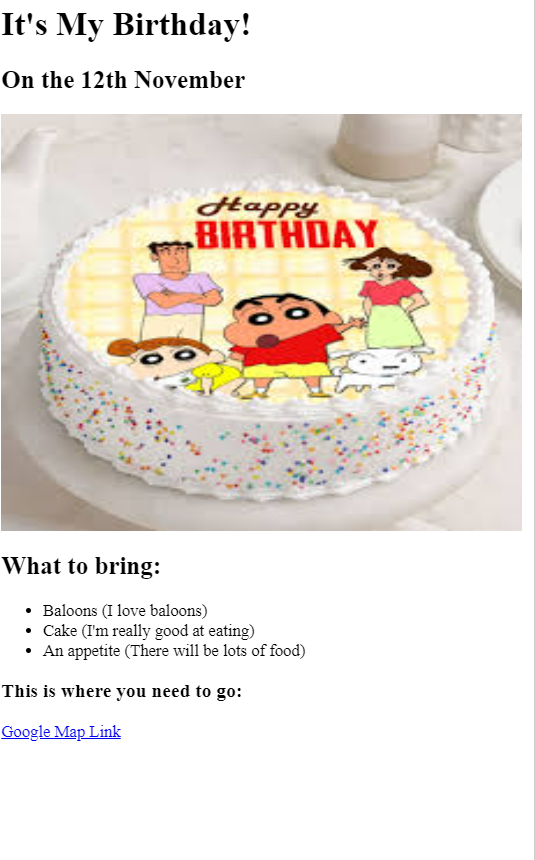 It's My Birthday!
On the 12th November
Happy
BIRTHDAY
What to bring:
Baloons (I love baloons)
Cake (I'm really good at eating)
An appetite (There will be lots of food)
This is where you need to go:
Google Map Link